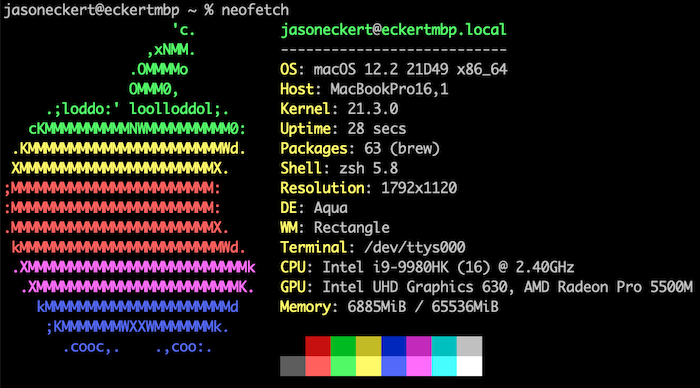 jasoneckert@eckertmbp ~ % neofetch
                    'c.          jasoneckert@eckertmbp.local
                 ,xNMM.          ---------------------------
               .OMMMMo           OS: macOS 12.2 21D49 x86_64
               OMMM0,            Host: MacBookPro16,1
     .;loddo:' loolloddol;.      Kernel: 21.3.0
   cKMMMMMMMMMMNWMMMMMMMMMM0:    Uptime: 28 secs
 .KMMMMMMMMMMMMMMMMMMMMMMMWd.    Packages: 63 (brew)
 XMMMMMMMMMMMMMMMMMMMMMMMX.      Shell: zsh 5.8
;MMMMMMMMMMMMMMMMMMMMMMMM:       Resolution: 1792x1120
:MMMMMMMMMMMMMMMMMMMMMMMM:       DE: Aqua
.MMMMMMMMMMMMMMMMMMMMMMMMX.      WM: Rectangle
 kMMMMMMMMMMMMMMMMMMMMMMMMWd.    Terminal: /dev/ttys000
 .XMMMMMMMMMMMMMMMMMMMMMMMMMMk   CPU: Intel i9-9980HK (16) @ 2.40GHz
  .XMMMMMMMMMMMMMMMMMMMMMMMMK.   GPU: Intel UHD Graphics 630, AMD Radeon Pro 5500M
    kMMMMMMMMMMMMMMMMMMMMMMd     Memory: 6885MiB / 65536MiB
     ;KMMMMMMMWXXWMMMMMMMk.
       .cooc,.    .,coo:.